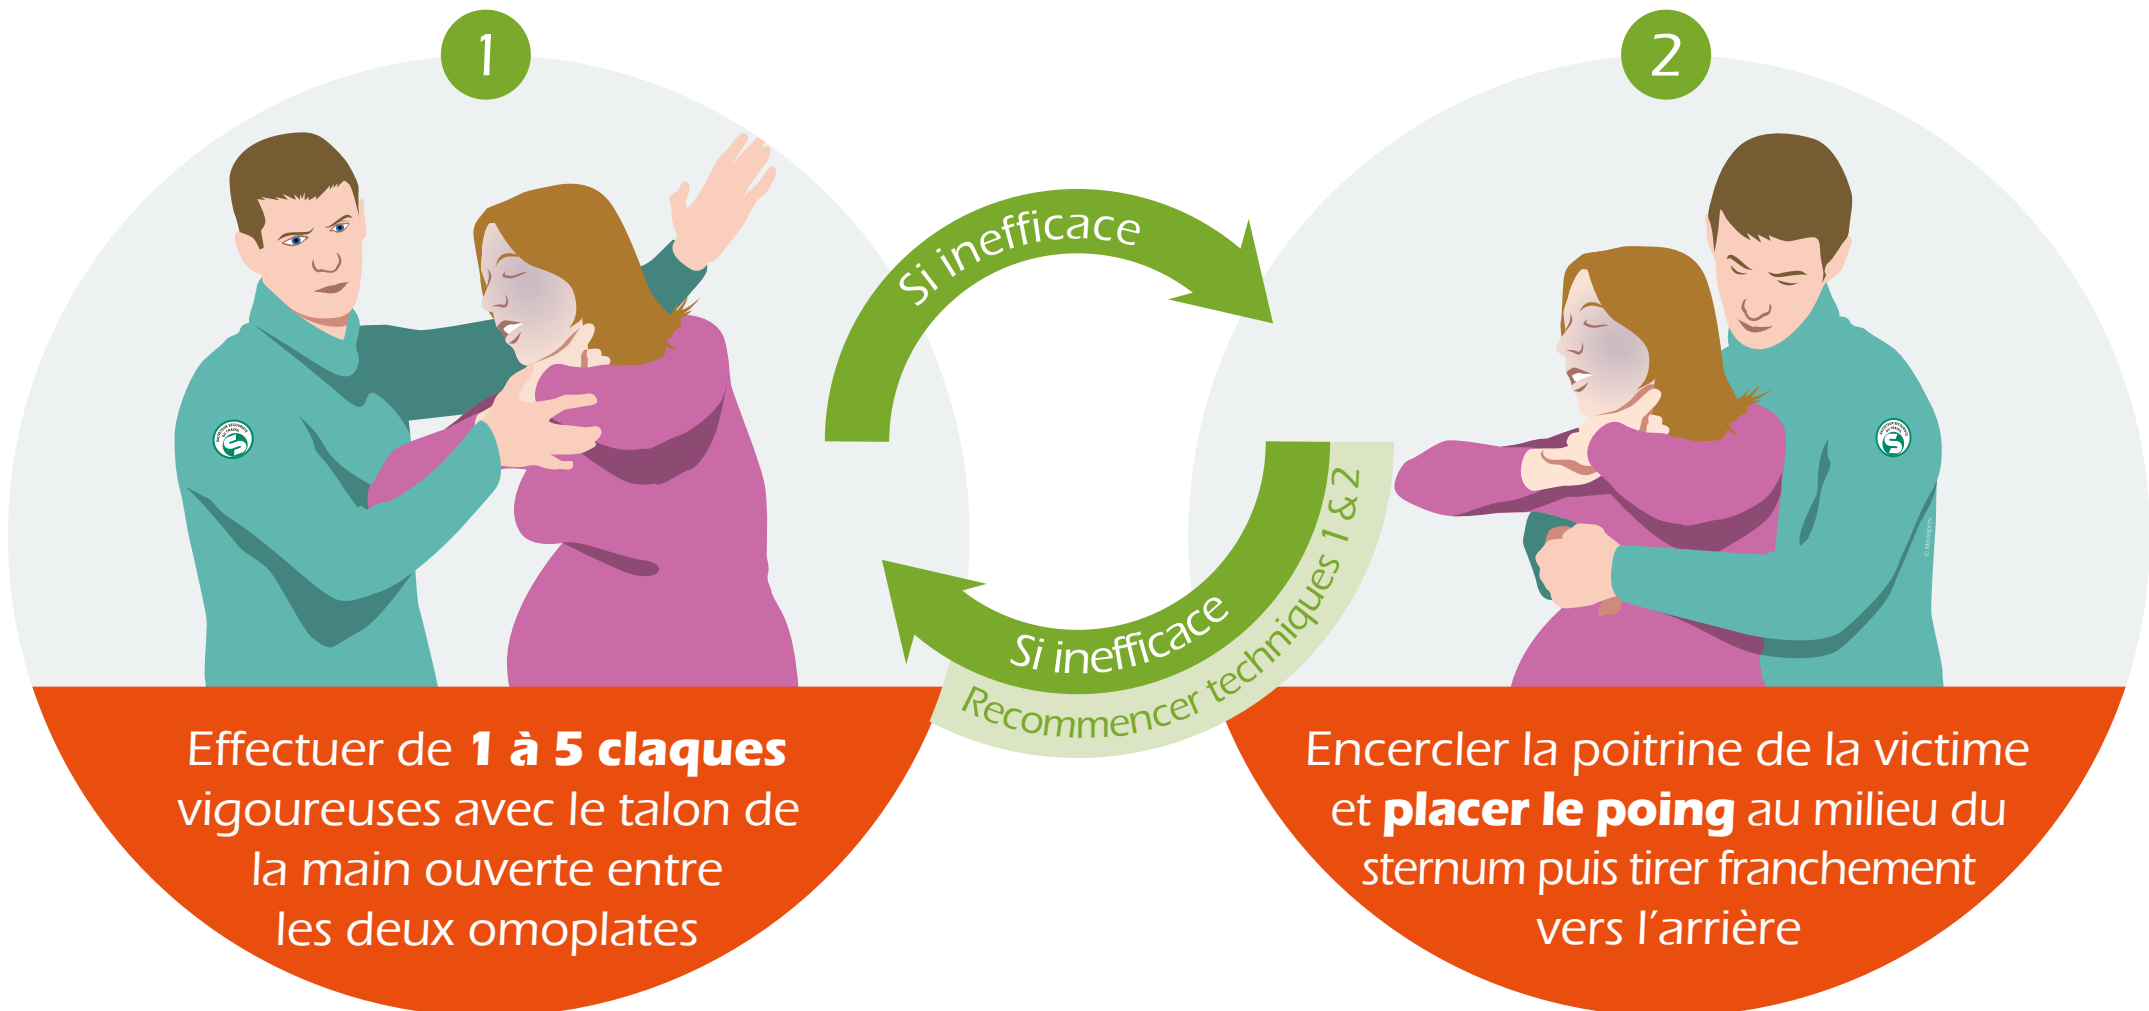 1
Effectuer de 1 à 5 claques
vigoureuses avec le talon de
la main ouverte entre
les deux omoplates
Si inefficace
2
Encercler la poitrine de la victime
et placer le poing au milieu du
sternum puis tirer franchement
vers l’arrière
Si inefficace
Recommencer techniques 1 & 2